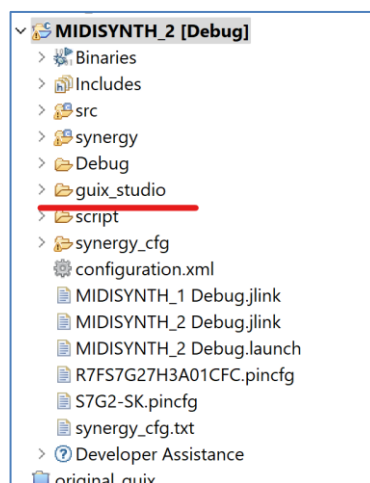 MIDISYNTH_2 [Debug]
Binaries
Includes
src
synergy
Debug
guix_studio
script
synergy_cfg
configuration.xml
MIDISYNTH_1 Debug.jlink
MIDISYNTH_2 Debug.jlink
MIDISYNTH_2 Debug.launch
R7FS7G27H3A01CFC.pincfg
S7G2-SK.pincfg
synergy_cfg.txt
Developer Assistance
original_guix